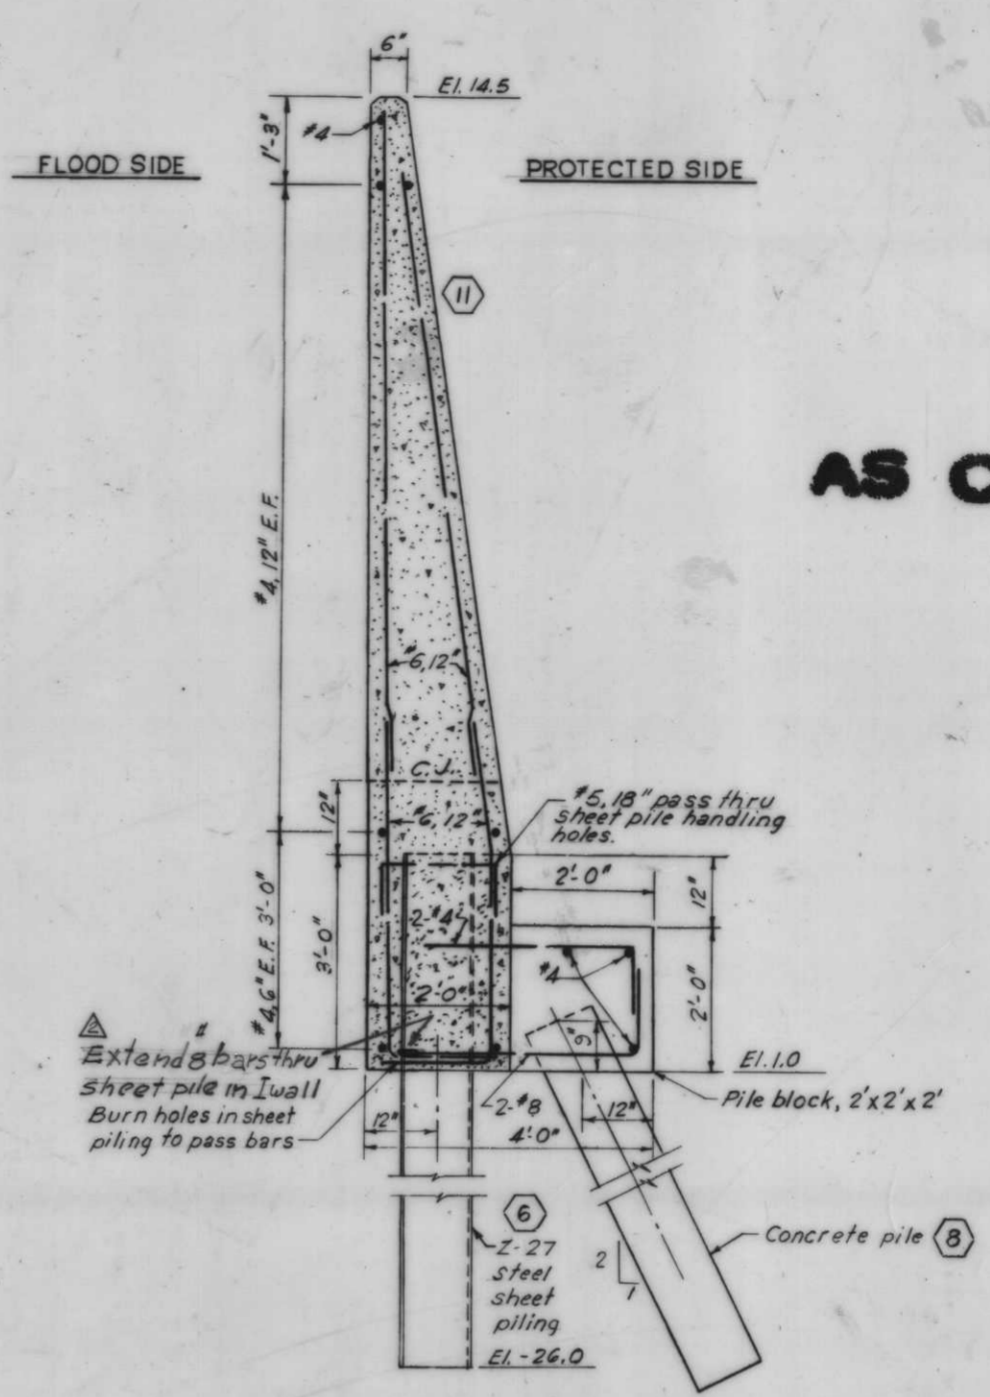 6"
El. 14.5
1'-3"
#4
FLOOD SIDE
PROTECTED SIDE
11
AS
#4, 12" E.F.
#6, 12"
C.J.
12"
#6, 12"
#5, 18" pass thru
sheet pile handling
holes.
2'-0"
12"
#4, 6" E.F. 3'-0"
3'-0"
2-#4
#4
2'-0"
2'-0"
2
Extend #8 bars thru
sheet pile in I wall
Burn holes in sheet
piling to pass bars
9"
El. 1.0
2-#8
12"
12"
4'-0"
Pile block, 2'x2'x2'
6
Z-27
steel
sheet
piling
2
1
Concrete pile 8
El. -26.0